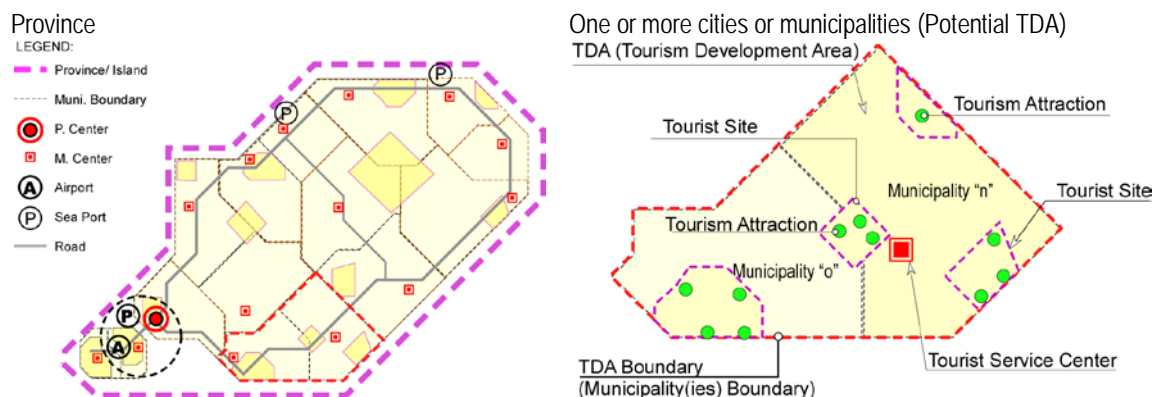 Province
LEGEND:
Province/ Island
Muni. Boundary
P. Center
M. Center
A Airport
P Sea Port
Road
P
P
P
A
One or more cities or municipalities (Potential TDA)
TDA (Tourism Development Area)
Tourism Attraction
Tourist Site
Municipality “n”
Tourist Site
Tourism Attraction
Municipality “o”
Tourist Service Center
TDA Boundary
(Municipality(ies) Boundary)